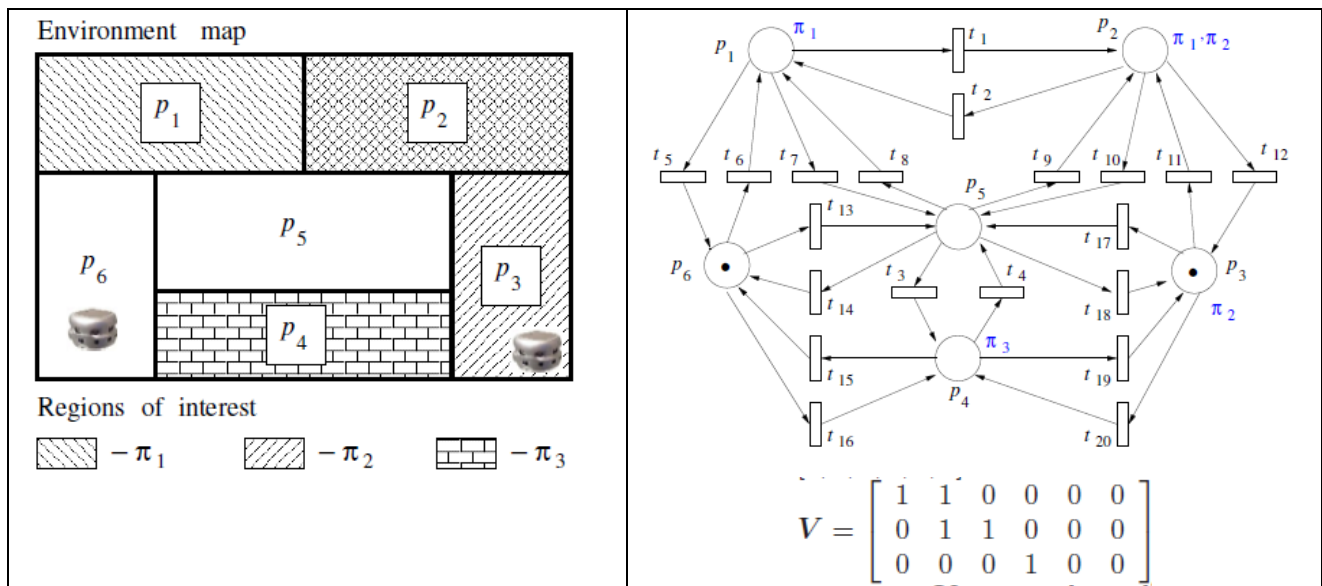 Environment map
p1
p2
p6
p5
p3
p4
Regions of interest
– π1
– π2
– π3
p1
π1
t1
p2
π1·π2
t2
t5
t6
t7
t8
t9
t10
t11
t12
p5
t13
t17
p6
t3
t4
p3
t14
t18
π2
π3
t15
t19
p4
t16
t20
V = [ 1 1 0 0 0 0
0 1 1 0 0 0
0 0 0 1 0 0 ]